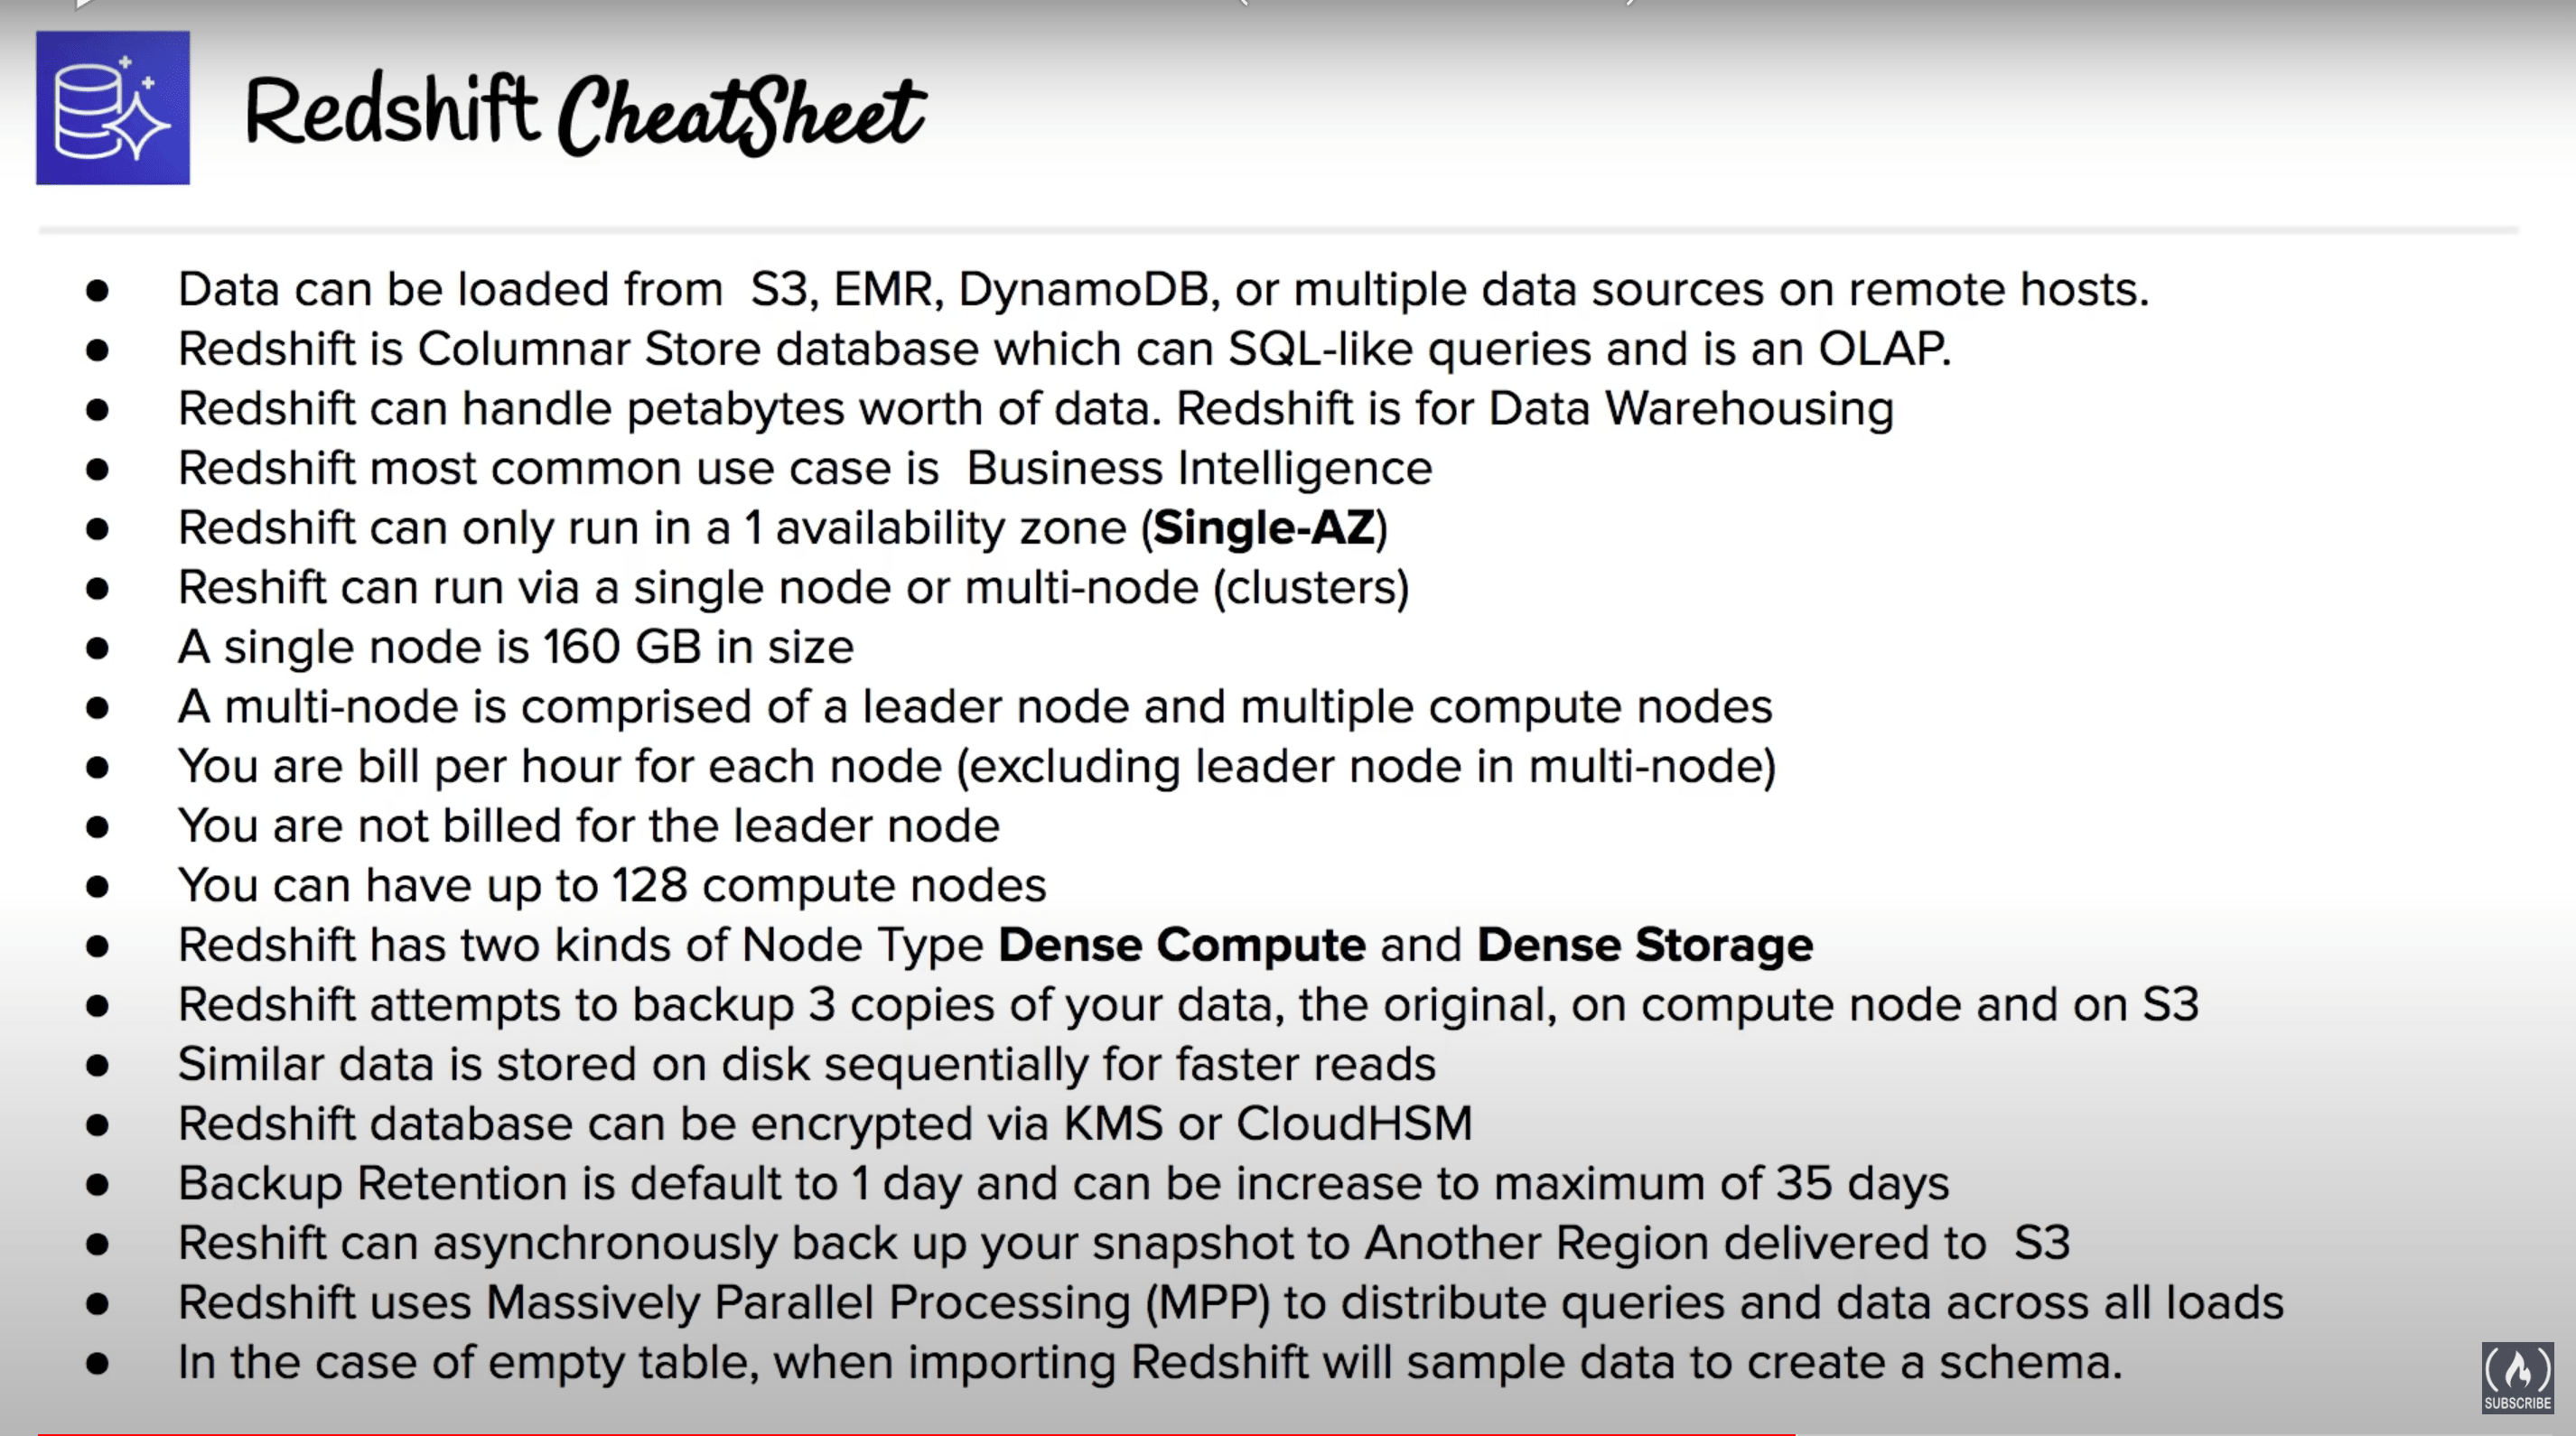 Redshift CheatSheet
● Data can be loaded from  S3, EMR, DynamoDB, or multiple data sources on remote hosts.
● Redshift is Columnar Store database which can SQL-like queries and is an OLAP.
● Redshift can handle petabytes worth of data. Redshift is for Data Warehousing
● Redshift most common use case is  Business Intelligence
● Redshift can only run in a 1 availability zone (Single-AZ)
● Reshift can run via a single node or multi-node (clusters)
● A single node is 160 GB in size
● A multi-node is comprised of a leader node and multiple compute nodes
● You are bill per hour for each node (excluding leader node in multi-node)
● You are not billed for the leader node
● You can have up to 128 compute nodes
● Redshift has two kinds of Node Type Dense Compute and Dense Storage
● Redshift attempts to backup 3 copies of your data, the original, on compute node and on S3
● Similar data is stored on disk sequentially for faster reads
● Redshift database can be encrypted via KMS or CloudHSM
● Backup Retention is default to 1 day and can be increase to maximum of 35 days
● Reshift can asynchronously back up your snapshot to Another Region delivered to  S3
● Redshift uses Massively Parallel Processing (MPP) to distribute queries and data across all loads
● In the case of empty table, when importing Redshift will sample data to create a schema.
SUBSCRIBE